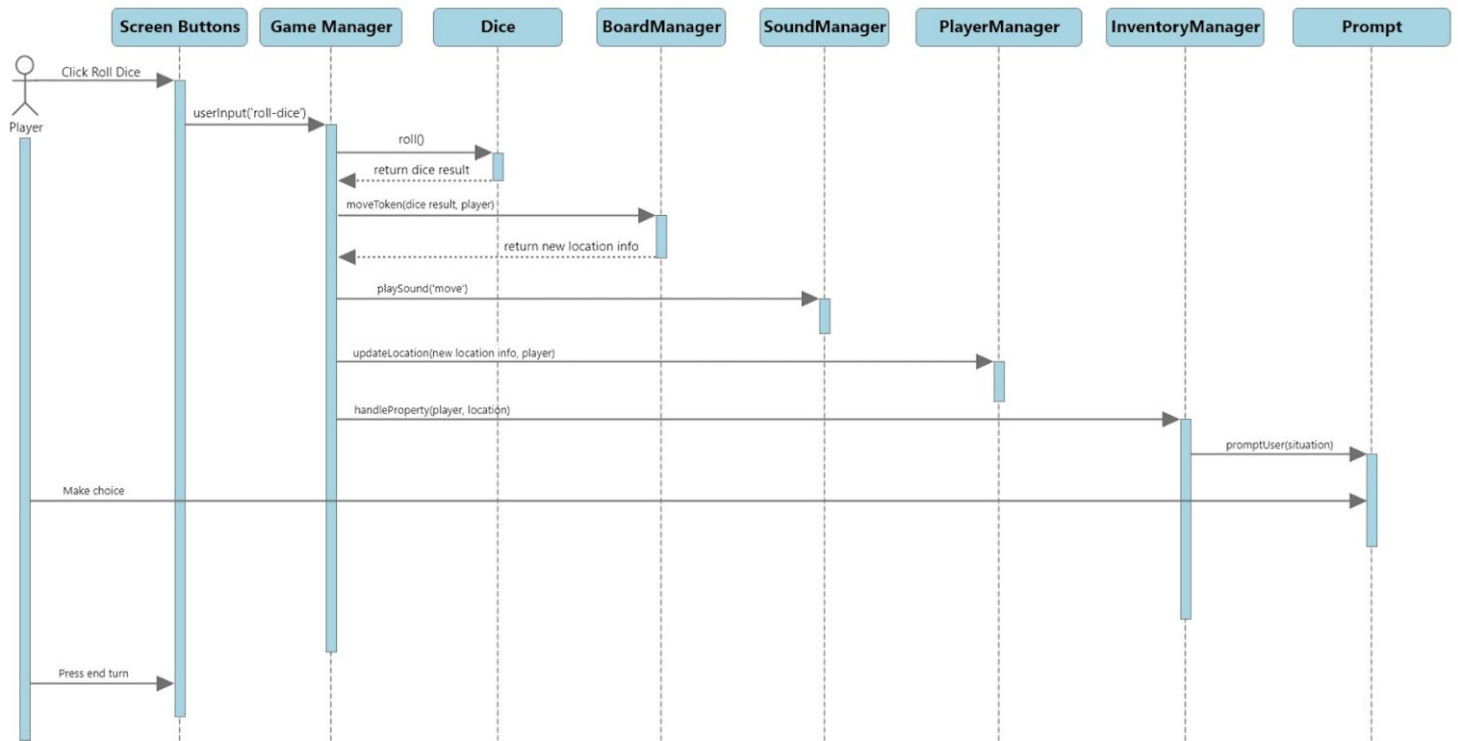 Screen Buttons
Game Manager
Dice
BoardManager
SoundManager
PlayerManager
InventoryManager
Prompt
Click Roll Dice
Player
userInput('roll-dice')
roll()
return dice result
moveToken(dice result, player)
return new location info
playSound('move')
updateLocation(new location info, player)
handleProperty(player, location)
promptUser(situation)
Make choice
Press end turn